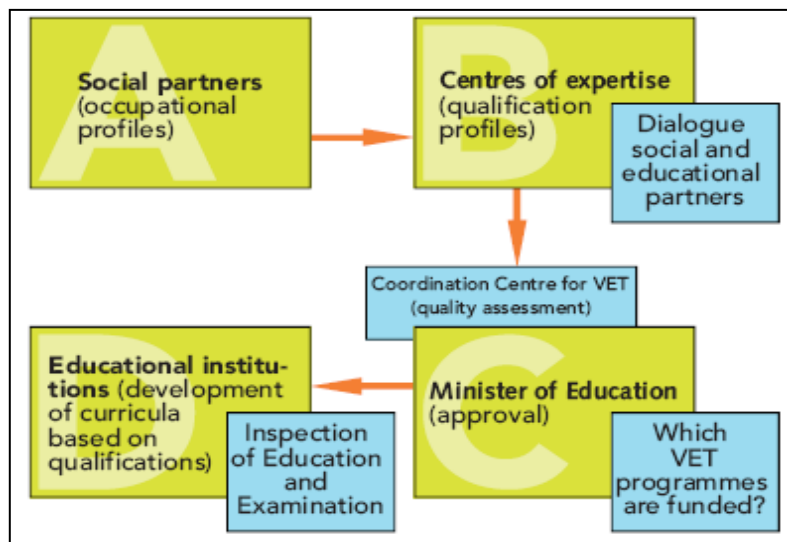 A
Social partners
(occupational
profiles)
B
Centres of expertise
(qualification
profiles)
Dialogue
social and
educational
partners
Coordination Centre for VET
(quality assessment)
C
Minister of Education
(approval)
Which
VET
programmes
are funded?
D
Educational institu-
tions (development
of curricula
based on
qualifications)
Inspection
of Education
and
Examination